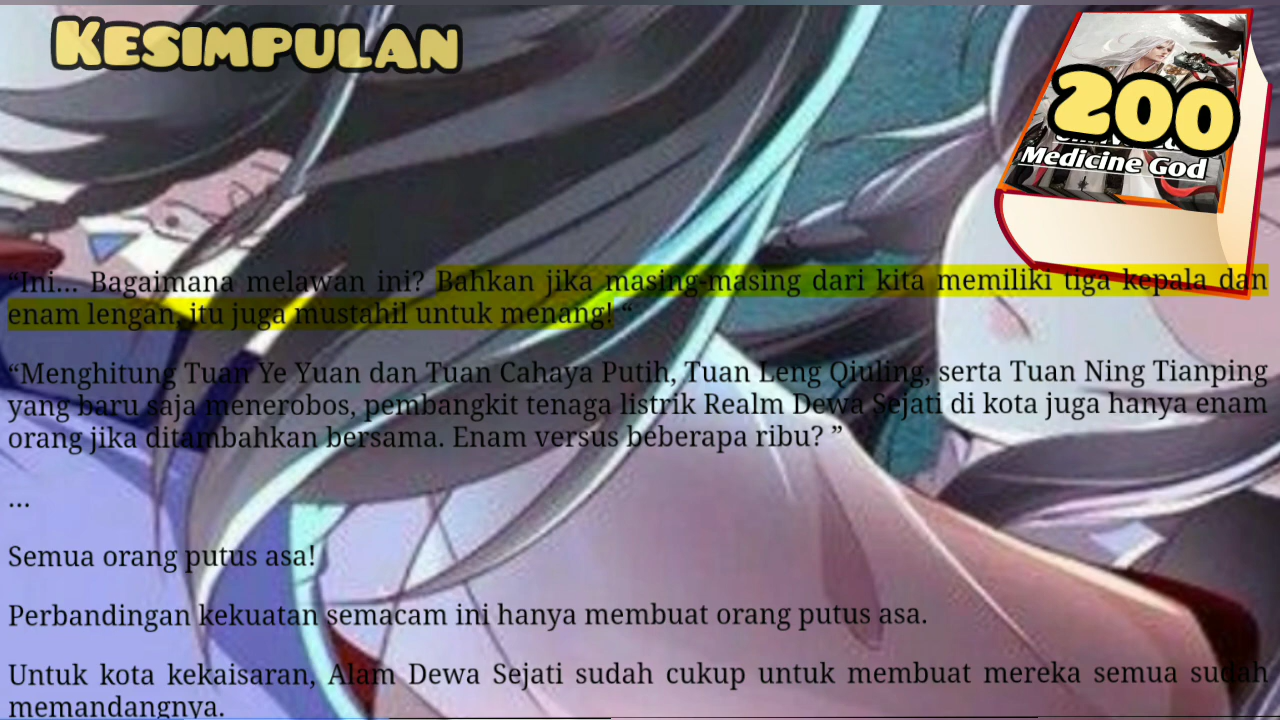 Kesimpulan
200
Medicine God
“Ini... Bagaimana melawan ini? Bahkan jika masing-masing dari kita memiliki tiga kepala dan
enam lengan, itu juga mustahil untuk menang! “
“Menghitung Tuan Ye Yuan dan Tuan Cahaya Putih, Tuan Leng Qiuling, serta Tuan Ning Tianping
yang baru saja menerobos, pembangkit tenaga listrik Realm Dewa Sejati di kota juga hanya enam
orang jika ditambahkan bersama. Enam versus beberapa ribu? ”
...
Semua orang putus asa!
Perbandingan kekuatan semacam ini hanya membuat orang putus asa.
Untuk kota kekaisaran, Alam Dewa Sejati sudah cukup untuk membuat mereka semua sudah
memandangnya.